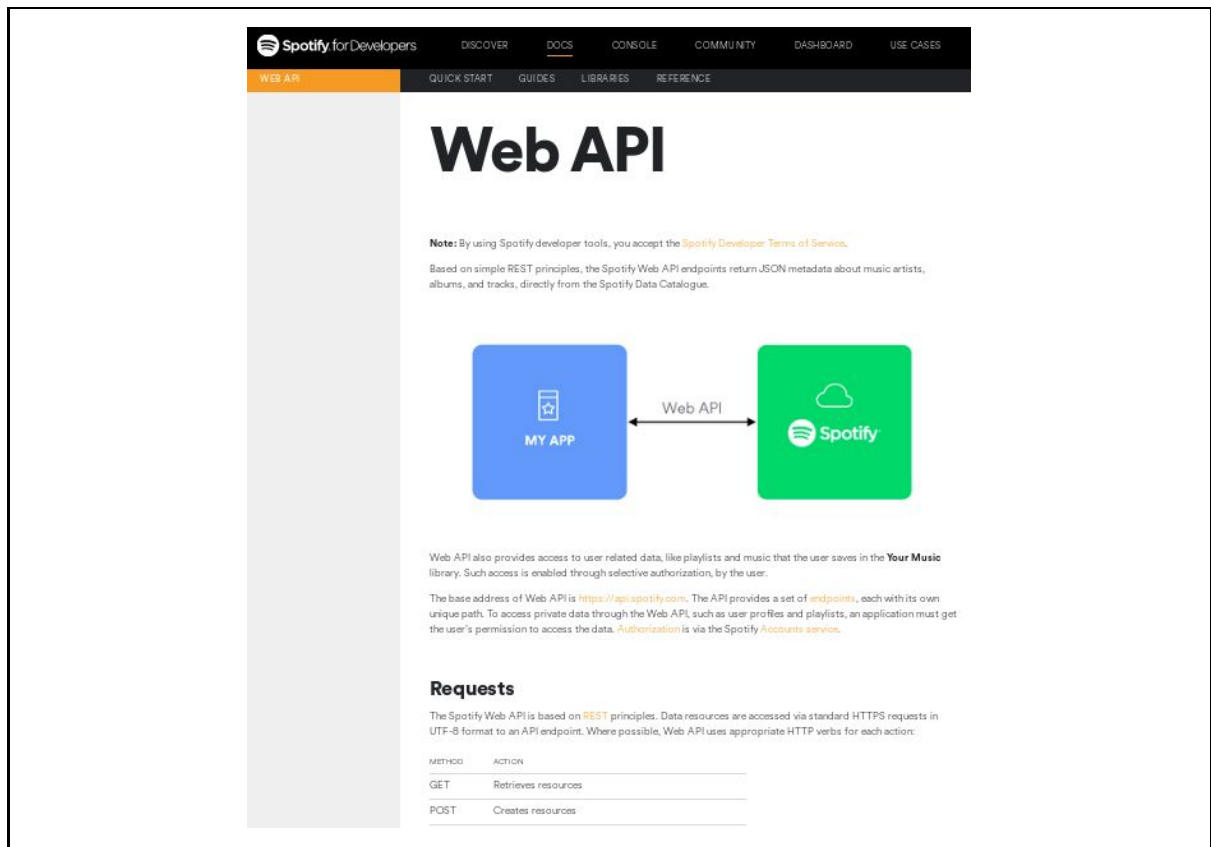 Spotify for Developers DISCOVER DOCS CONSOLE COMMUNITY DASHBOARD USE CASES
WEB API QUICK START GUIDES LIBRARIES REFERENCE
Web API
Note: By using Spotify developer tools, you accept the Spotify Developer Terms of Service.
Based on simple REST principles, the Spotify Web API endpoints return JSON metadata about music artists,
albums, and tracks, directly from the Spotify Data Catalogue.
Web API
MY APP
Spotify
Web API also provides access to user related data, like playlists and music that the user saves in the Your Music
library. Such access is enabled through selective authorization, by the user.
The base address of Web API is https://api.spotify.com. The API provides a set of endpoints, each with its own
unique path. To access private data through the Web API, such as user profiles and playlists, an application must get
the user's permission to access the data. Authorization is via the Spotify Accounts service.
Requests
The Spotify Web API is based on REST principles. Data resources are accessed via standard HTTPS requests in
UTF-8 format to an API endpoint. Where possible, Web API uses appropriate HTTP verbs for each action:
METHOD ACTION
GET Retrieves resources
POST Creates resources